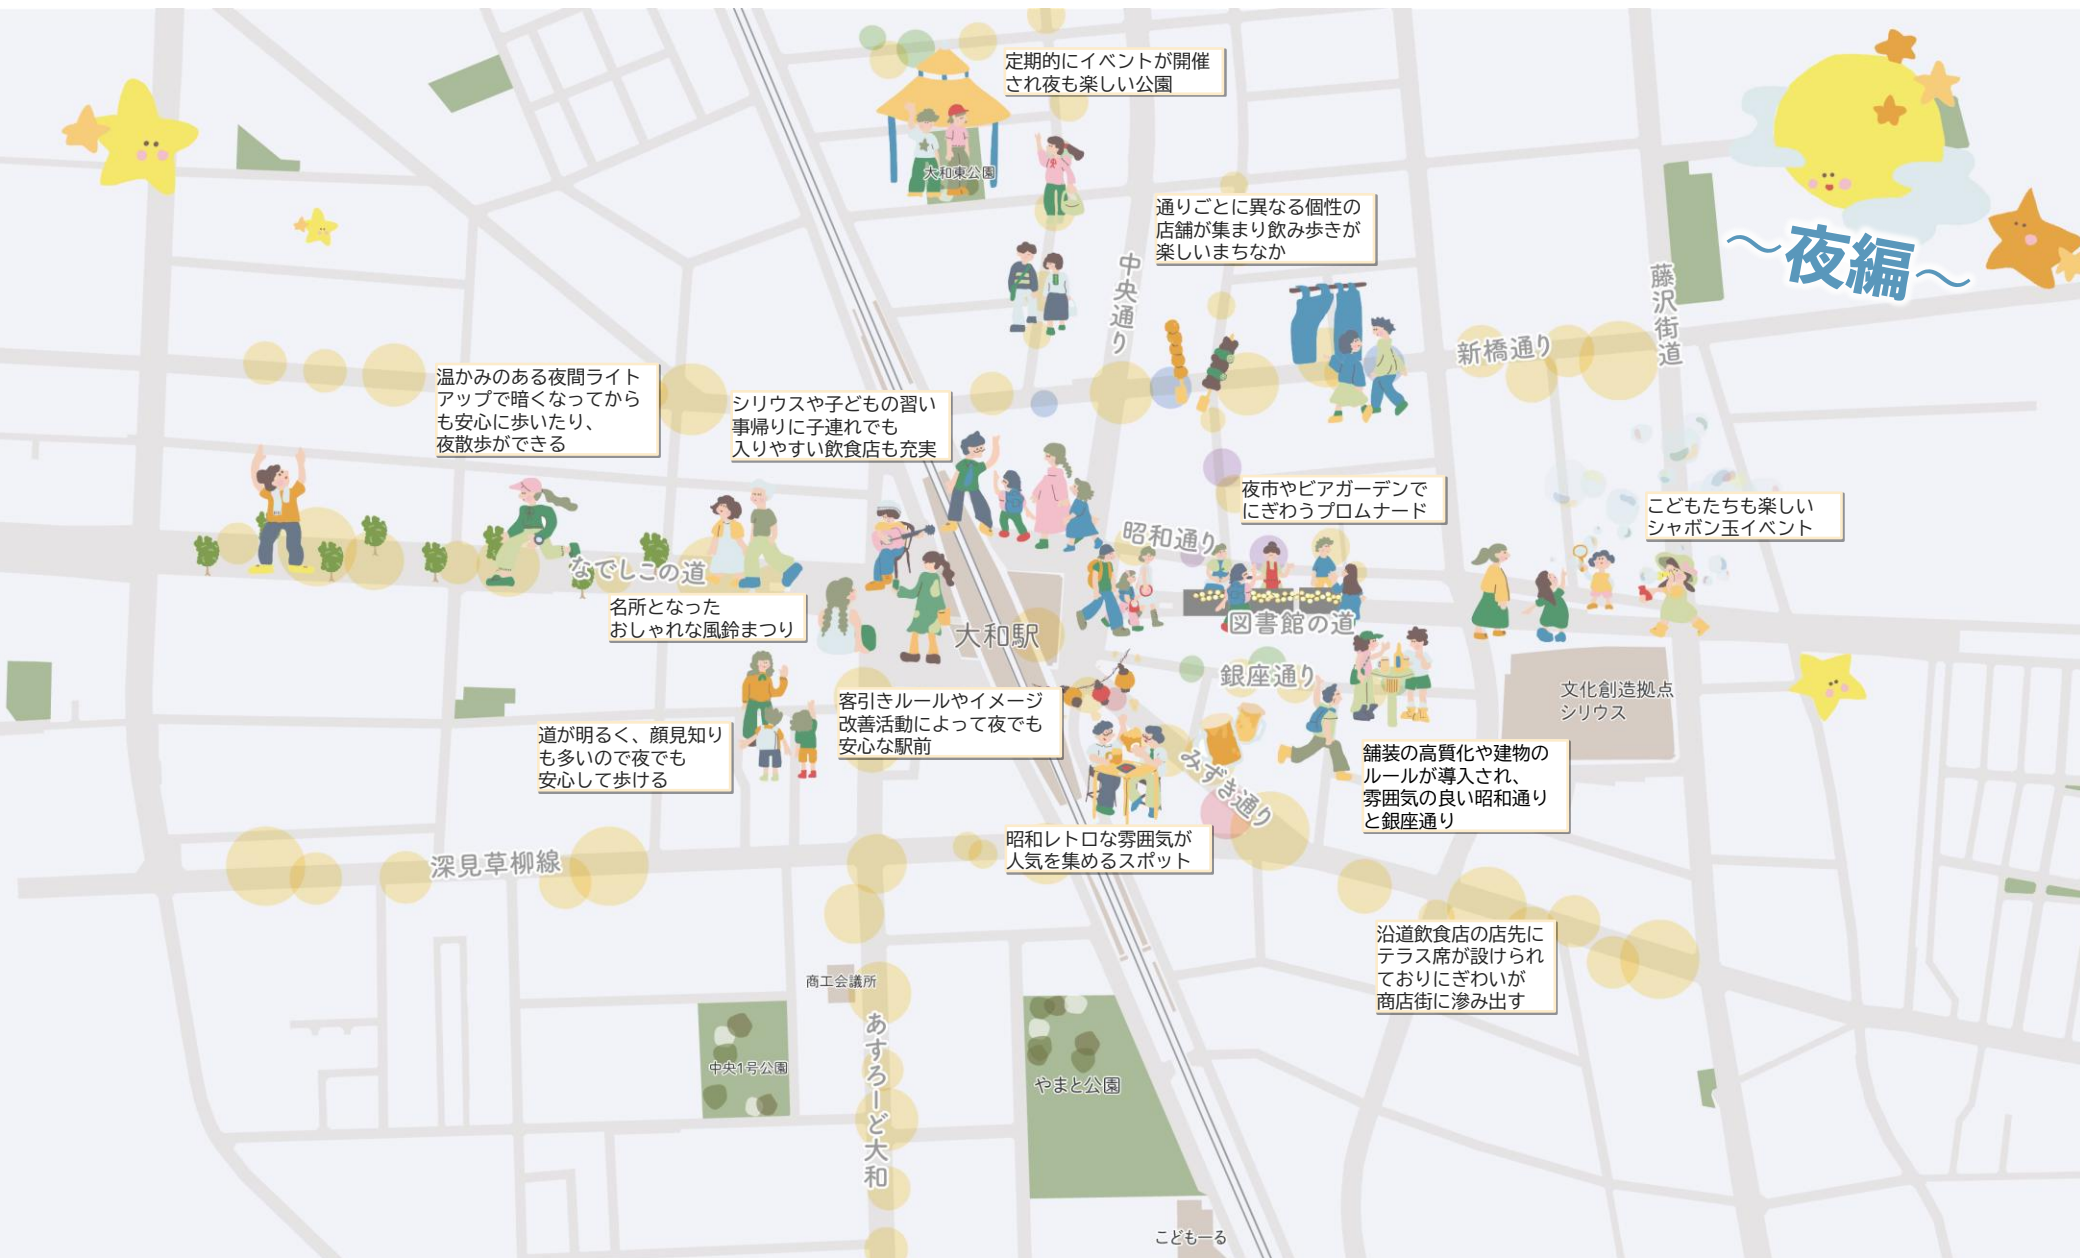 定期的にイベントが開催
され夜も楽しい公園
大和東公園
通りごとに異なる個性の
店舗が集まり飲み歩きが
楽しいまちなか
～夜編～
中央通り
藤沢街道
新橋通り
温かみのある夜間ライト
アップで暗くなってから
も安心に歩いたり、
夜散歩ができる
シリウスや子どもの習い
事帰りに子連れでも
入りやすい飲食店も充実
夜市やビアガーデンで
にぎわうプロムナード
こどもたちも楽しい
シャボン玉イベント
昭和通り
なでしこの道
名所となった
おしゃれな風鈴まつり
大和駅
図書館の道
銀座通り
文化創造拠点
シリウス
道が明るく、顔見知り
も多いので夜でも
安心して歩ける
客引きルールやイメージ
改善活動によって夜でも
安心な駅前
みずき通り
舗装の高質化や建物の
ルールが導入され、
雰囲気の良い昭和通り
と銀座通り
昭和レトロな雰囲気が
人気を集めるスポット
深見草柳線
沿道飲食店の店先に
テラス席が設けられ
ておりにぎわいが
商店街に滲み出す
商工会議所
あすろーど大和
中央1号公園
やまと公園
こどもーる